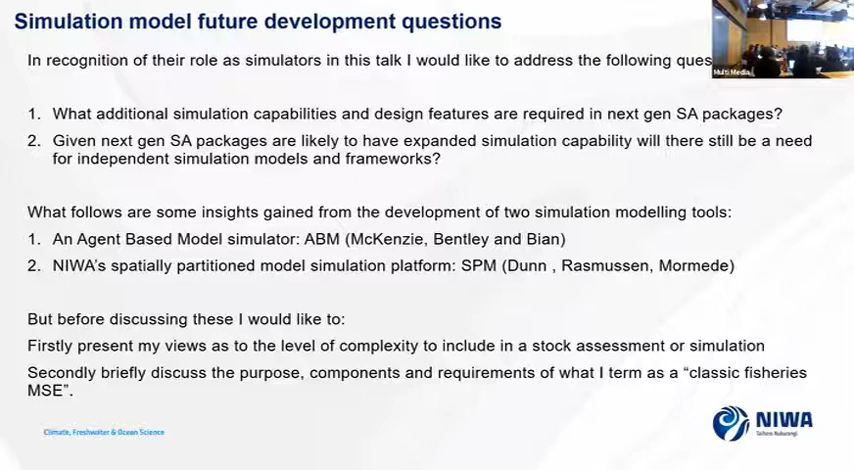 Simulation model future development questions
In recognition of their role as simulators in this talk I would like to address the following ques
Multi Media
1. What additional simulation capabilities and design features are required in next gen SA packages?
2. Given next gen SA packages are likely to have expanded simulation capability will there still be a need
for independent simulation models and frameworks?
What follows are some insights gained from the development of two simulation modelling tools:
1. An Agent Based Model simulator: ABM (McKenzie, Bentley and Bian)
2. NIWA's spatially partitioned model simulation platform: SPM (Dunn , Rasmussen, Mormede)
But before discussing these I would like to:
Firstly present my views as to the level of complexity to include in a stock assessment or simulation
Secondly briefly discuss the purpose, components and requirements of what I term as a “classic fisheries
MSE”.
Climate, Freshwater & Ocean Science
NIWA
Taihoro Nukurangi